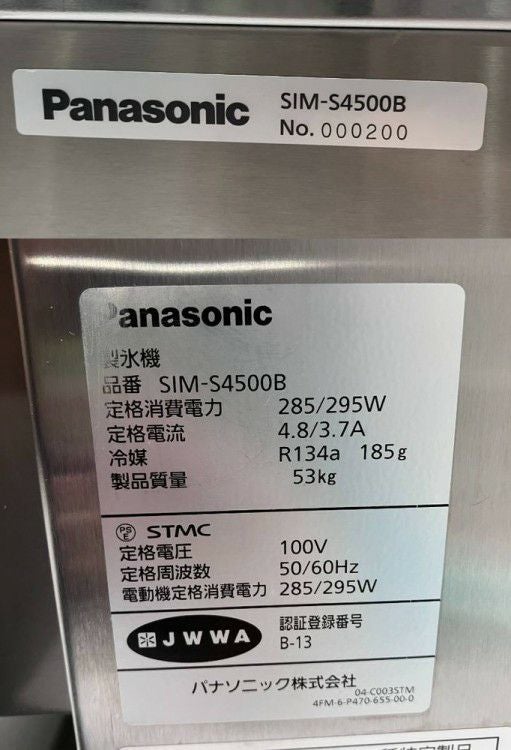 Panasonic SIM-S4500B
No. 000200
Panasonic
製氷機
品番 SIM-S4500B
定格消費電力 285/295W
定格電流 4.8/3.7A
冷媒 R134a 185g
製品質量 53kg
PSE STMC
定格電圧 100V
定格周波数 50/60Hz
電動機定格消費電力 285/295W
JWWA 認証登録番号
B-13
パナソニック株式会社
04-C003STM
4FM-6-P470-655-00-0